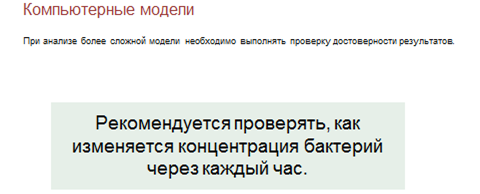 Компьютерные модели
При анализе более сложной модели необходимо выполнять проверку достоверности результатов.
Рекомендуется проверять, как
изменяется концентрация бактерий
через каждый час.